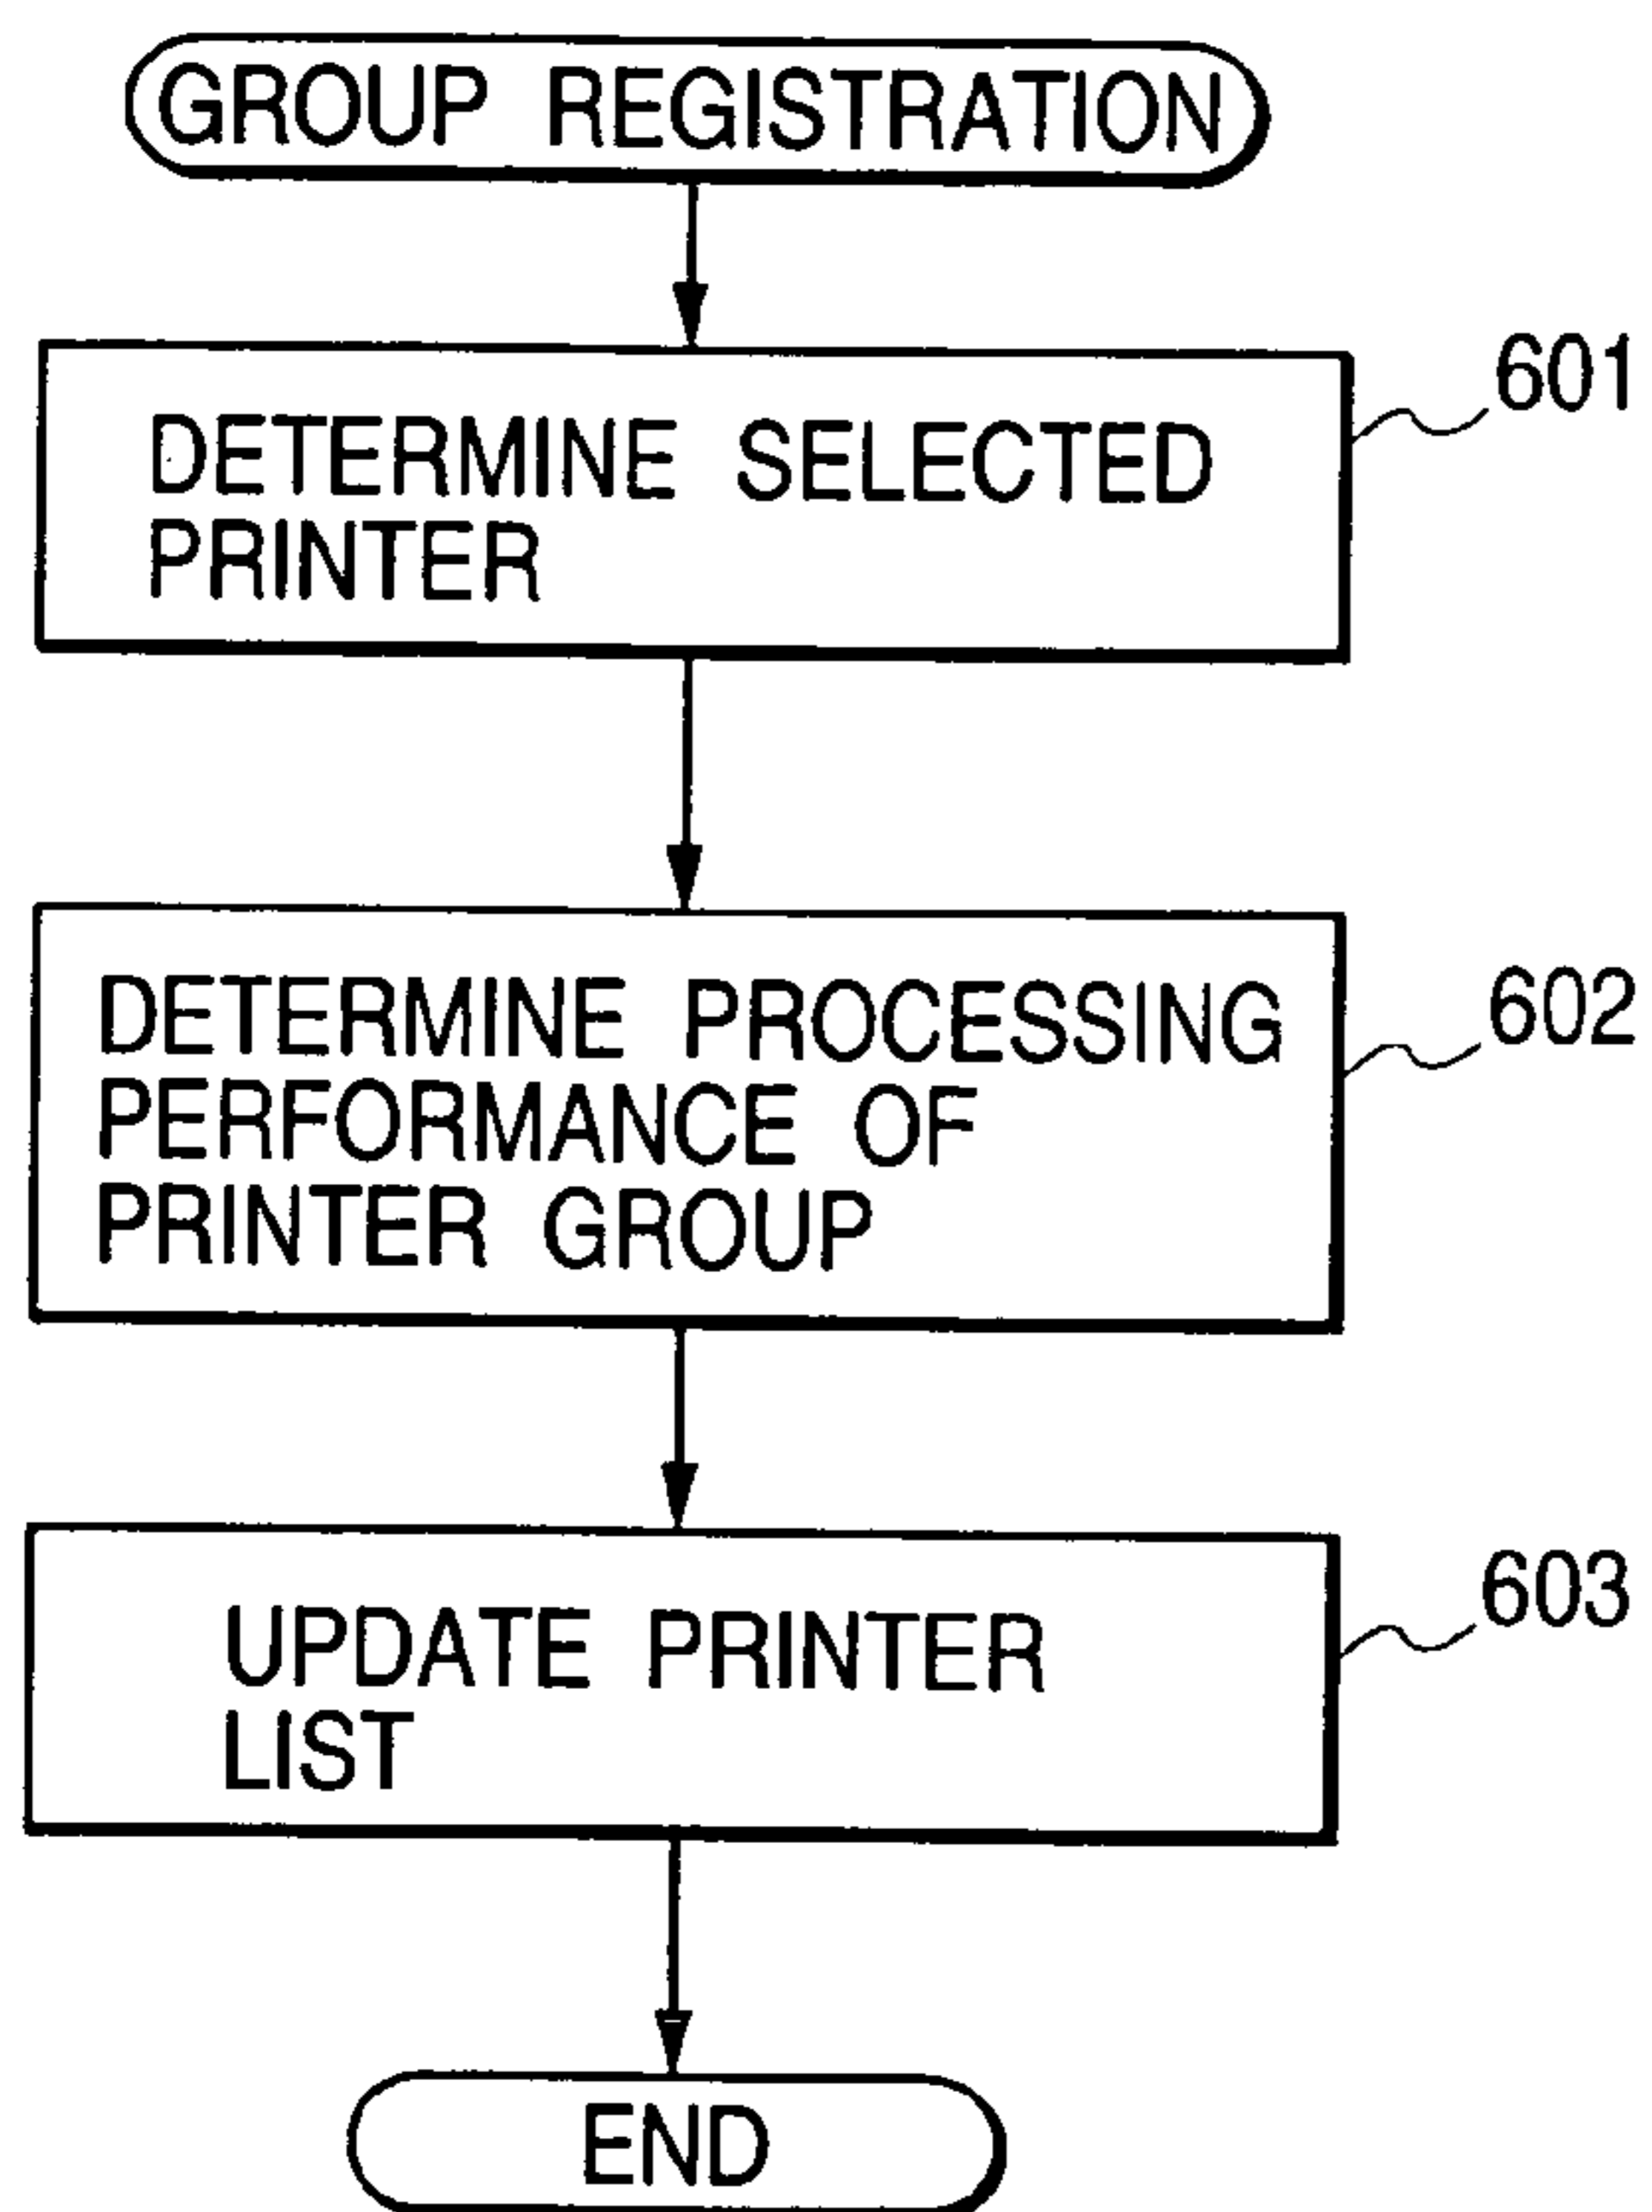 GROUP REGISTRATION
601
DETERMINE SELECTED
PRINTER
602
DETERMINE PROCESSING
PERFORMANCE OF
PRINTER GROUP
603
UPDATE PRINTER
LIST
END